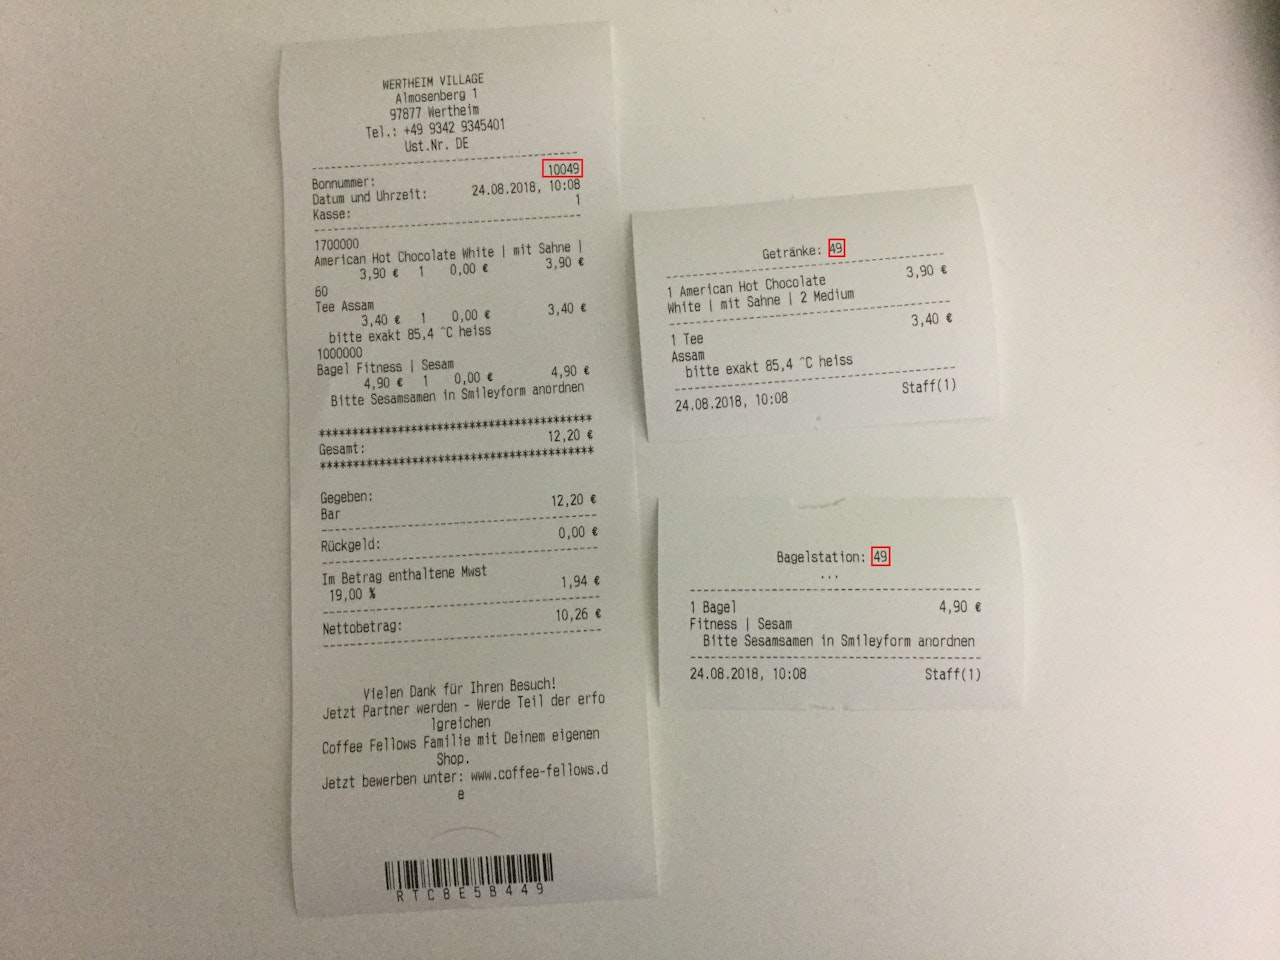 WERTHEIM VILLAGE
Almosenberg 1
97877 Wertheim
Tel.: +49 9342 9345401
Ust.Nr. DE
Bonnummer: 10049
Datum und Uhrzeit: 24.08.2018, 10:08
Kasse: 1
1700000
American Hot Chocolate White | mit Sahne |
3,90 € 1 0,00 € 3,90 €
60
Tee Assam
3,40 € 1 0,00 € 3,40 €
bitte exakt 85,4 ^C heiss
1000000
Bagel Fitness | Sesam
4,90 € 1 0,00 € 4,90 €
Bitte Sesamsamen in Smileyform anordnen
******************************************
Gesamt: 12,20 €
******************************************
Gegeben:
Bar 12,20 €
Rückgeld: 0,00 €
Im Betrag enthaltene Mwst
19,00 % 1,94 €
Nettobetrag: 10,26 €
Vielen Dank für Ihren Besuch!
Jetzt Partner werden - Werde Teil der erfo
lgreichen
Coffee Fellows Familie mit Deinem eigenen
Shop.
Jetzt bewerben unter: www.coffee-fellows.d
e
RTC8E5B449
Getränke: 49
1 American Hot Chocolate 3,90 €
White | mit Sahne | 2 Medium
1 Tee 3,40 €
Assam
bitte exakt 85,4 ^C heiss
24.08.2018, 10:08 Staff(1)
Bagelstation: 49
...
1 Bagel 4,90 €
Fitness | Sesam
Bitte Sesamsamen in Smileyform anordnen
24.08.2018, 10:08 Staff(1)